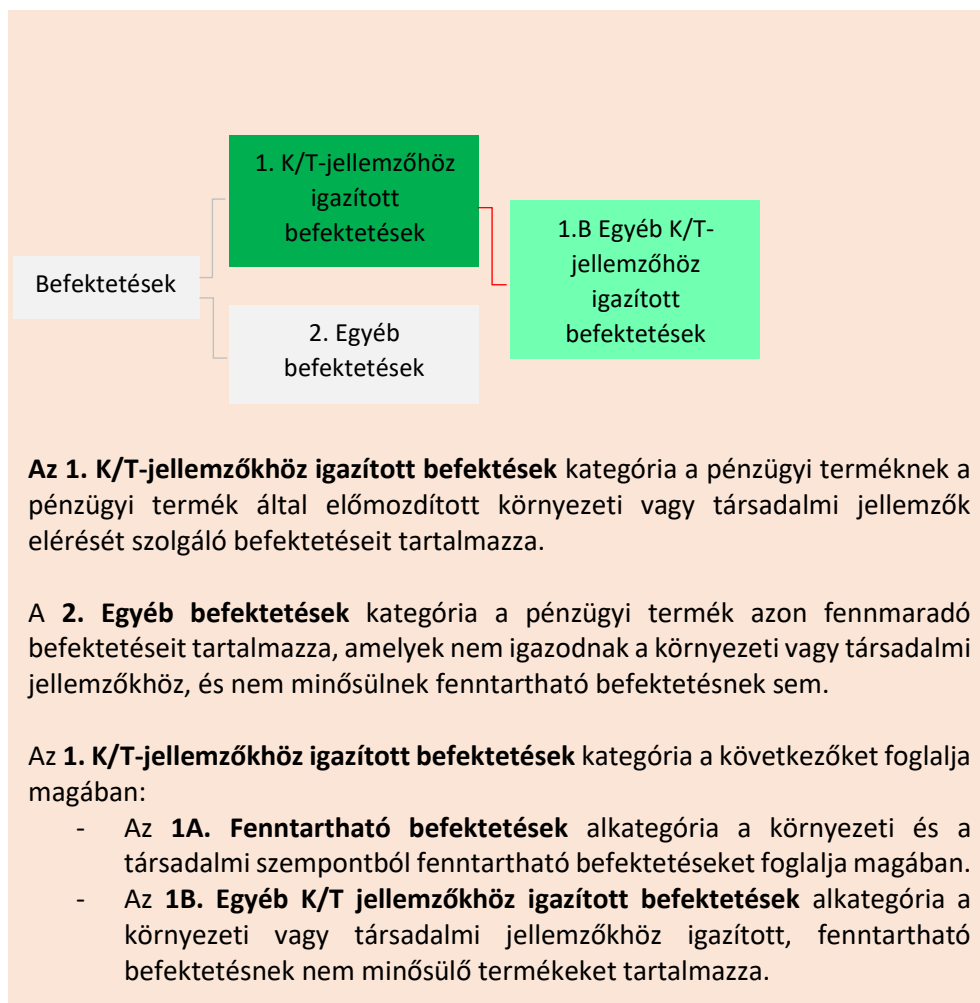 1. K/T-jellemzőhöz
igazított
befektetések
1.B Egyéb K/T-
jellemzőhöz
igazított
befektetések
Befektetések
2. Egyéb
befektetések
Az 1. K/T-jellemzőkhöz igazított befektések kategória a pénzügyi terméknek a
pénzügyi termék által előmozdított környezeti vagy társadalmi jellemzők
elérését szolgáló befektetéseit tartalmazza.
A 2. Egyéb befektetések kategória a pénzügyi termék azon fennmaradó
befektetéseit tartalmazza, amelyek nem igazodnak a környezeti vagy társadalmi
jellemzőkhöz, és nem minősülnek fenntartható befektetésnek sem.
Az 1. K/T-jellemzőkhöz igazított befektetések kategória a következőket foglalja
magában:
- Az 1A. Fenntartható befektetések alkategória a környezeti és a
társadalmi szempontból fenntartható befektetéseket foglalja magában.
- Az 1B. Egyéb K/T jellemzőkhöz igazított befektetések alkategória a
környezeti vagy társadalmi jellemzőkhöz igazított, fenntartható
befektetésnek nem minősülő termékeket tartalmazza.